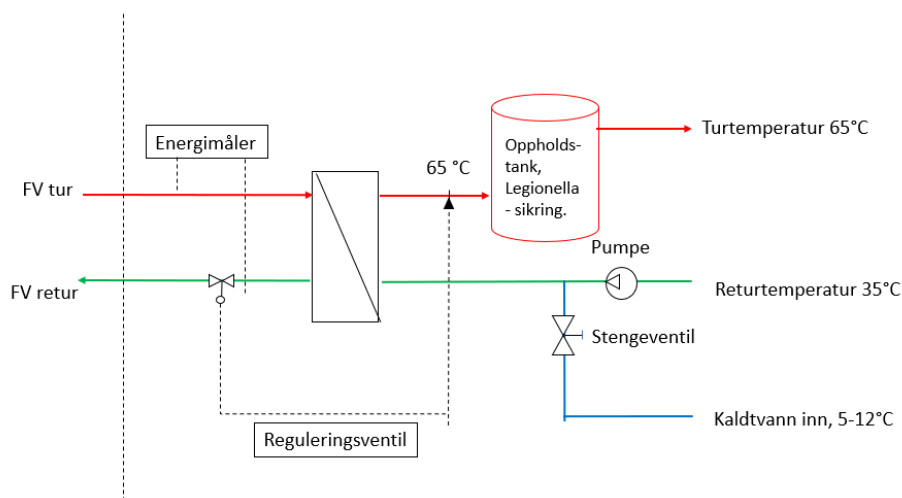 Energimåler
FV tur
65 °C
Oppholds-
tank,
Legionella
- sikring.
Turtemperatur 65°C
Pumpe
FV retur
Returtemperatur 35°C
Stengeventil
Kaldtvann inn, 5-12°C
Reguleringsventil